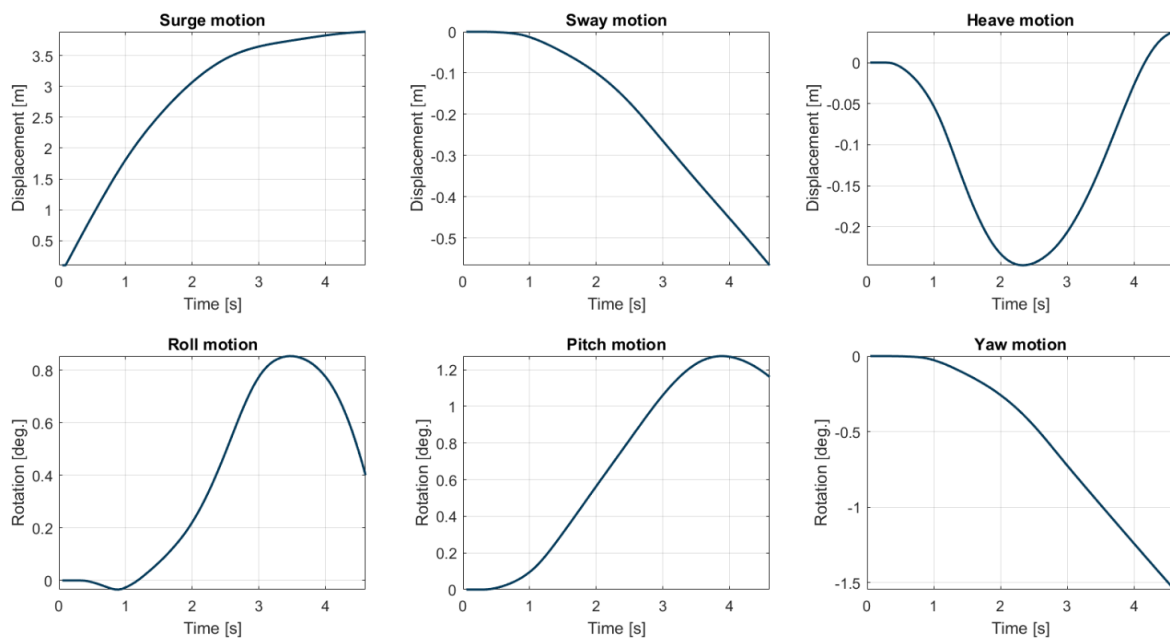 Surge motion
Displacement [m]
3.5
3
2.5
2
1.5
1
0.5
0 1 2 3 4
Time [s]
Sway motion
Displacement [m]
0
-0.1
-0.2
-0.3
-0.4
-0.5
0 1 2 3 4
Time [s]
Heave motion
Displacement [m]
0
-0.05
-0.1
-0.15
-0.2
0 1 2 3 4
Time [s]
Roll motion
Rotation [deg.]
0.8
0.6
0.4
0.2
0
0 1 2 3 4
Time [s]
Pitch motion
Rotation [deg.]
1.2
1
0.8
0.6
0.4
0.2
0
0 1 2 3 4
Time [s]
Yaw motion
Rotation [deg.]
0
-0.5
-1
-1.5
0 1 2 3 4
Time [s]